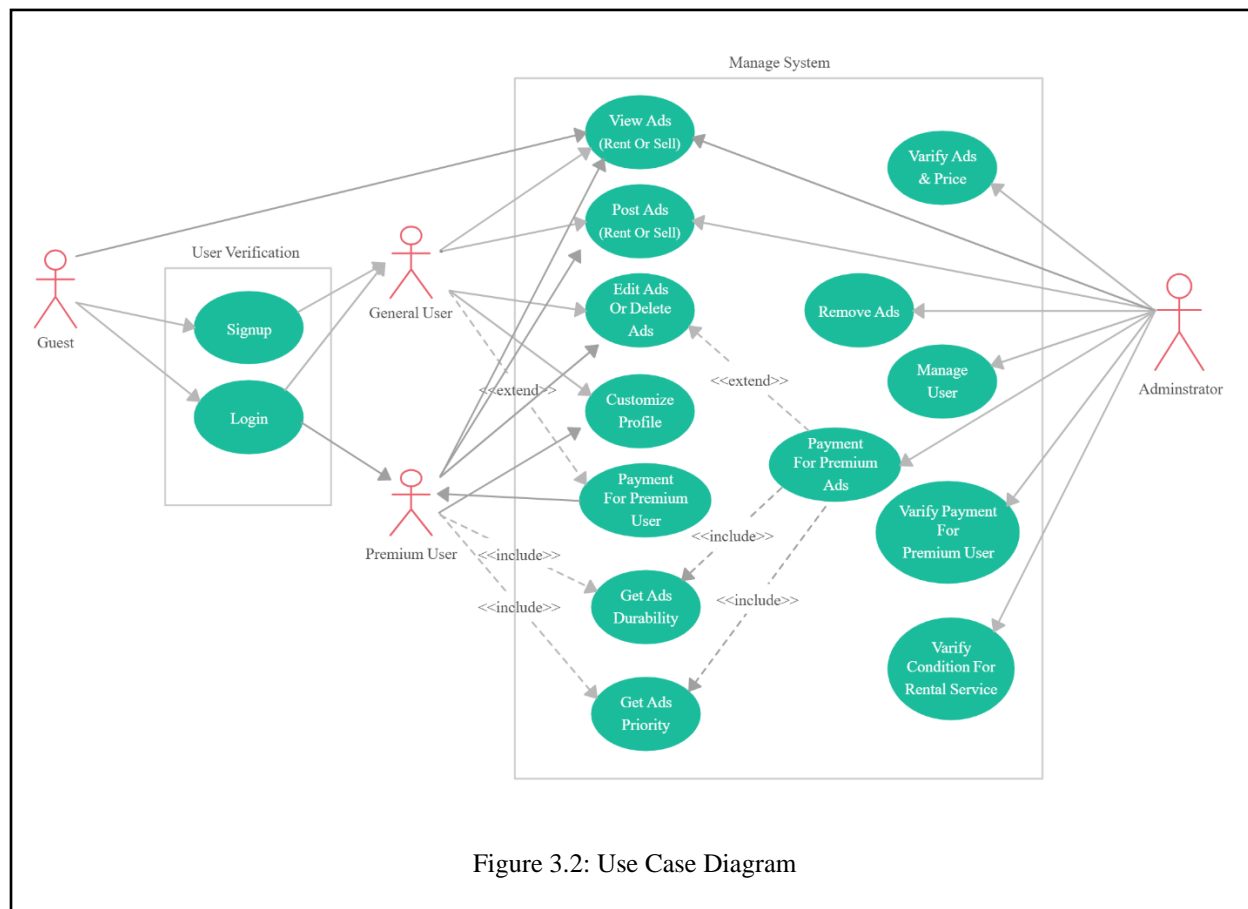 Manage System
View Ads
(Rent Or Sell)
Varify Ads
& Price
Post Ads
(Rent Or Sell)
User Verification
Guest
Signup
Login
General User
Edit Ads
Or Delete
Ads
Remove Ads
Manage
User
Adminstrator
<<extend>>
<<extend>>
Customize
Profile
Payment
For Premium
Ads
Payment
For Premium
User
Premium User
Varify Payment
For
Premium User
<<include>>
<<include>>
<<include>>
<<include>>
Get Ads
Durability
Get Ads
Priority
Varify
Condition For
Rental Service
Figure 3.2: Use Case Diagram